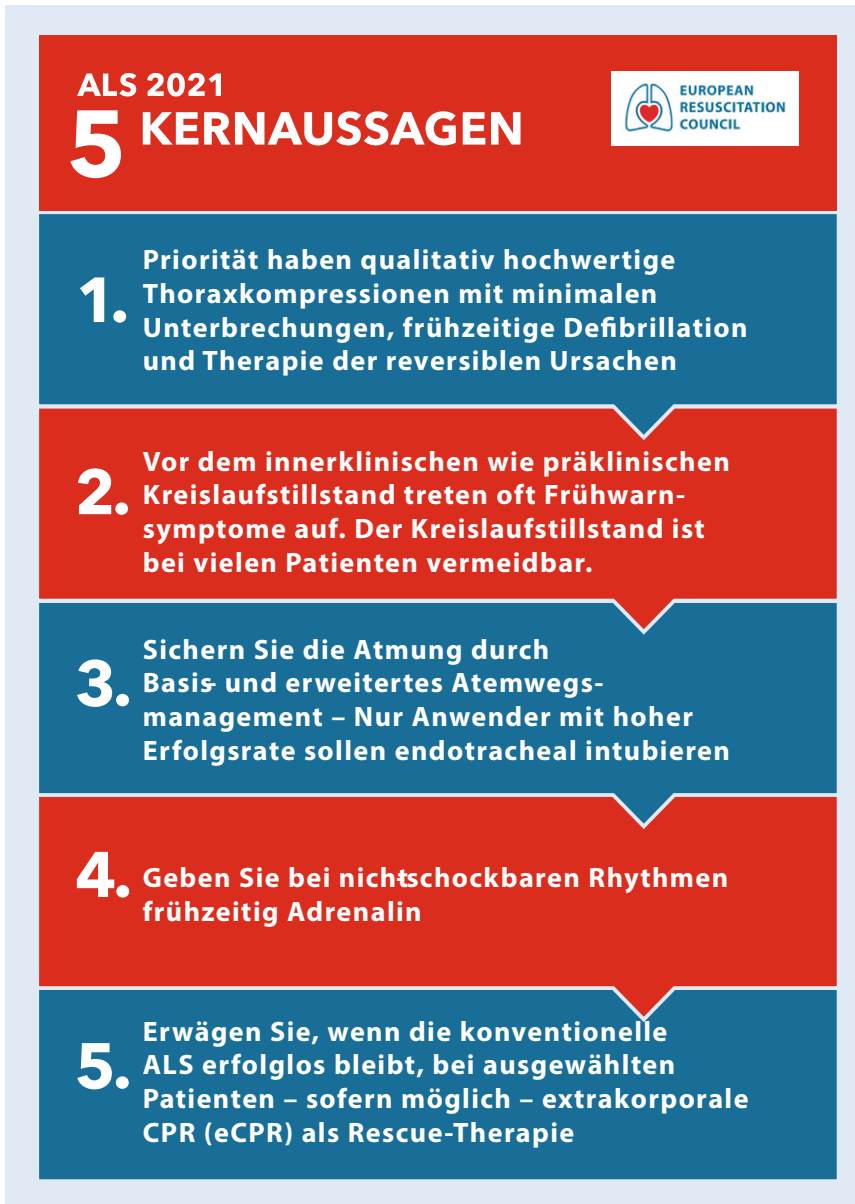 ALS 2021
5 KERNAUSSAGEN
EUROPEAN
RESUSCITATION
COUNCIL
1.
Priorität haben qualitativ hochwertige
Thoraxkompressionen mit minimalen
Unterbrechungen, frühzeitige Defibrillation
und Therapie der reversiblen Ursachen
2.
Vor dem innerklinischen wie präklinischen
Kreislaufstillstand treten oft Frühwarn-
symptome auf. Der Kreislaufstillstand ist
bei vielen Patienten vermeidbar.
3.
Sichern Sie die Atmung durch
Basis- und erweitertes Atemwegs-
management – Nur Anwender mit hoher
Erfolgsrate sollen endotracheal intubieren
4.
Geben Sie bei nicht-schockbaren Rhythmen
frühzeitig Adrenalin
5.
Erwägen Sie, wenn die konventionelle
ALS erfolglos bleibt, bei ausgewählten
Patienten – sofern möglich – extrakorporale
CPR (eCPR) als Rescue-Therapie